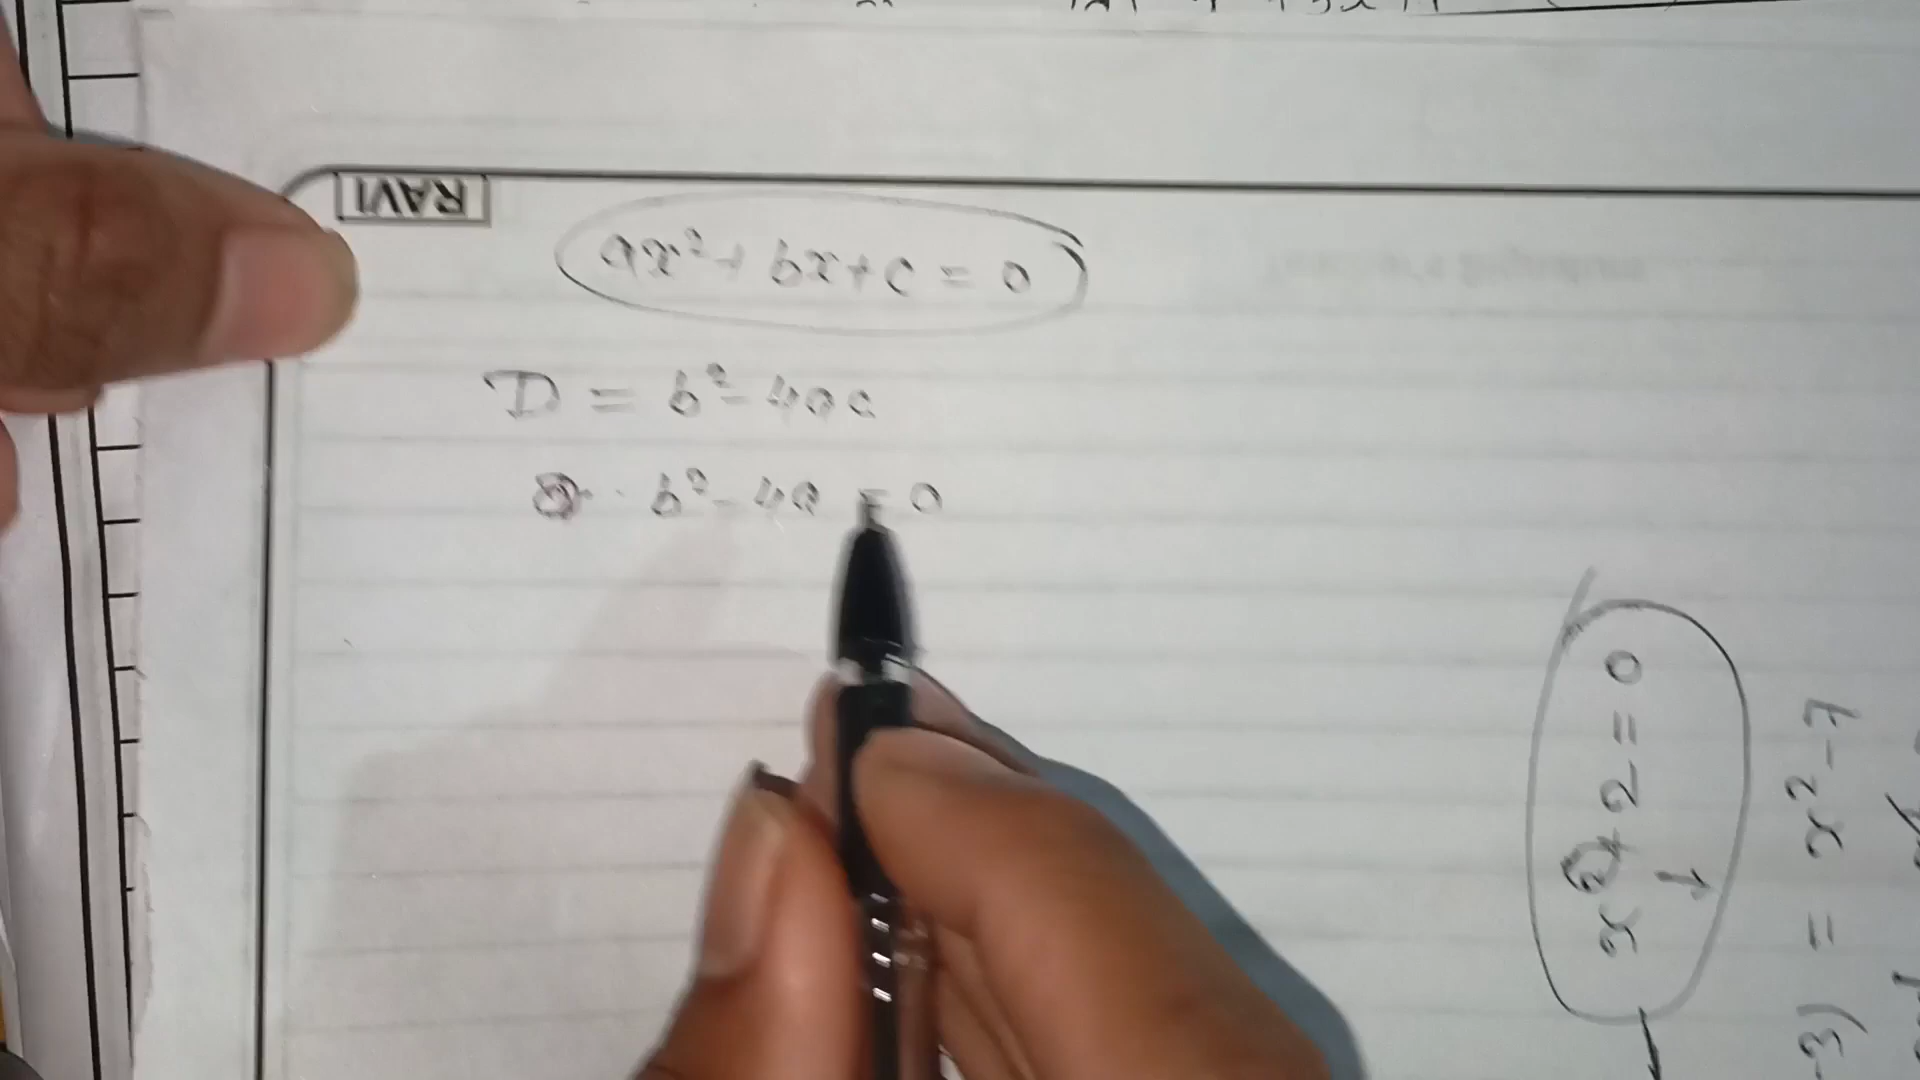 RAVI
ax²+ bx+c = 0
D = b²-4ac
b²-4a = 0
x²+2=0
= x²-7